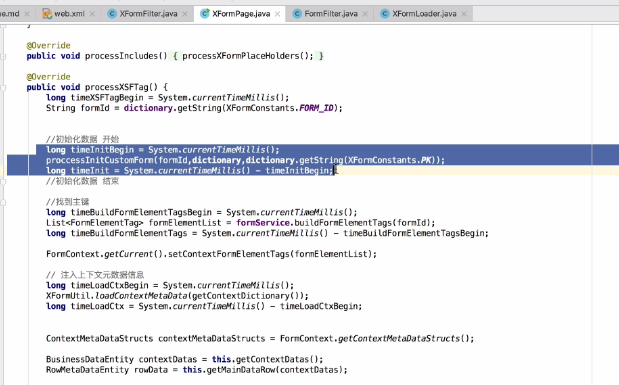 me.md web.xml XFormFilter.java XFormPage.java FormFilter.java XFormLoader.java
}
@Override
public void processIncludes() { processXFormPlaceHolders(); }
@Override
public void processXSFTag() {
long timeXSFTagBegin = System.currentTimeMillis();
String formId = dictionary.getString(XFormConstants.FORM_ID);
//初始化数据 开始
long timeInitBegin = System.currentTimeMillis();
proccessInitCustomForm(formId,dictionary,dictionary.getString(XFormConstants.PK));
long timeInit = System.currentTimeMillis() - timeInitBegin;
//初始化数据 结束
//找到主键
long timeBuildFormElementTagsBegin = System.currentTimeMillis();
List<FormElementTag> formElementList = formService.buildFormElementTags(formId);
long timeBuildFormElementTags = System.currentTimeMillis() - timeBuildFormElementTagsBegin;
FormContext.getCurrent().setContextFormElementTags(formElementList);
// 注入上下文元数据信息
long timeLoadCtxBegin = System.currentTimeMillis();
XFormUtil.loadContextMetaData(getContextDictionary());
long timeLoadCtx = System.currentTimeMillis() - timeLoadCtxBegin;
ContextMetaDataStructs contextMetaDataStructs = FormContext.getContextMetaDataStructs();
BusinessDataEntity contextDatas = this.getContextDatas();
RowMetaDataEntity rowData = this.getMainDataRow(contextDatas);